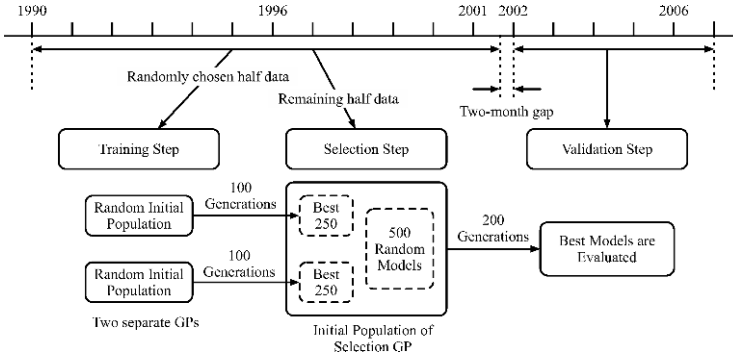 1990
1996
2001
2002
2006
Randomly chosen half data
Remaining half data
Two-month gap
Training Step
Selection Step
Validation Step
Random Initial
Population
100
Generations
Best
250
500
Random
Models
200
Generations
Best Models are
Evaluated
Random Initial
Population
100
Generations
Best
250
Two separate GPs
Initial Population of
Selection GP